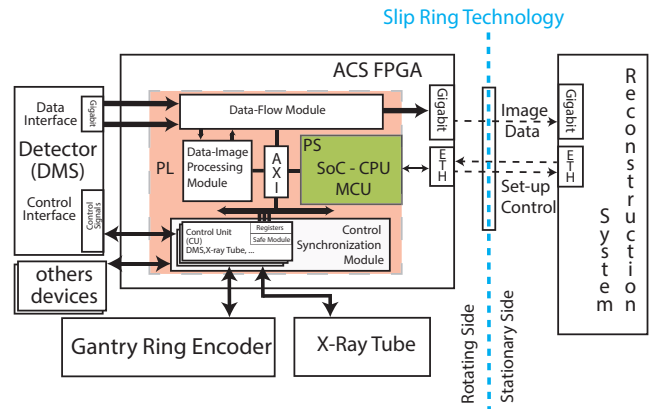 Slip Ring Technology
ACS FPGA
Data
Interface
Gigabit
Detector
(DMS)
Control
Interface
Control
Signals
others
devices
Data-Flow Module
PL
Data-Image
Processing
Module
AXI
PS
SoC - CPU
MCU
Control Unit
(CU)
DMS,X-ray Tube, ...
Registers
Safe Module
Control
Synchronization
Module
Gigabit
ETH
Image
Data
Set-up
Control
Gigabit
ETH
Reconstruction
System
Gantry Ring Encoder
X-Ray Tube
Rotating Side
Stationary Side